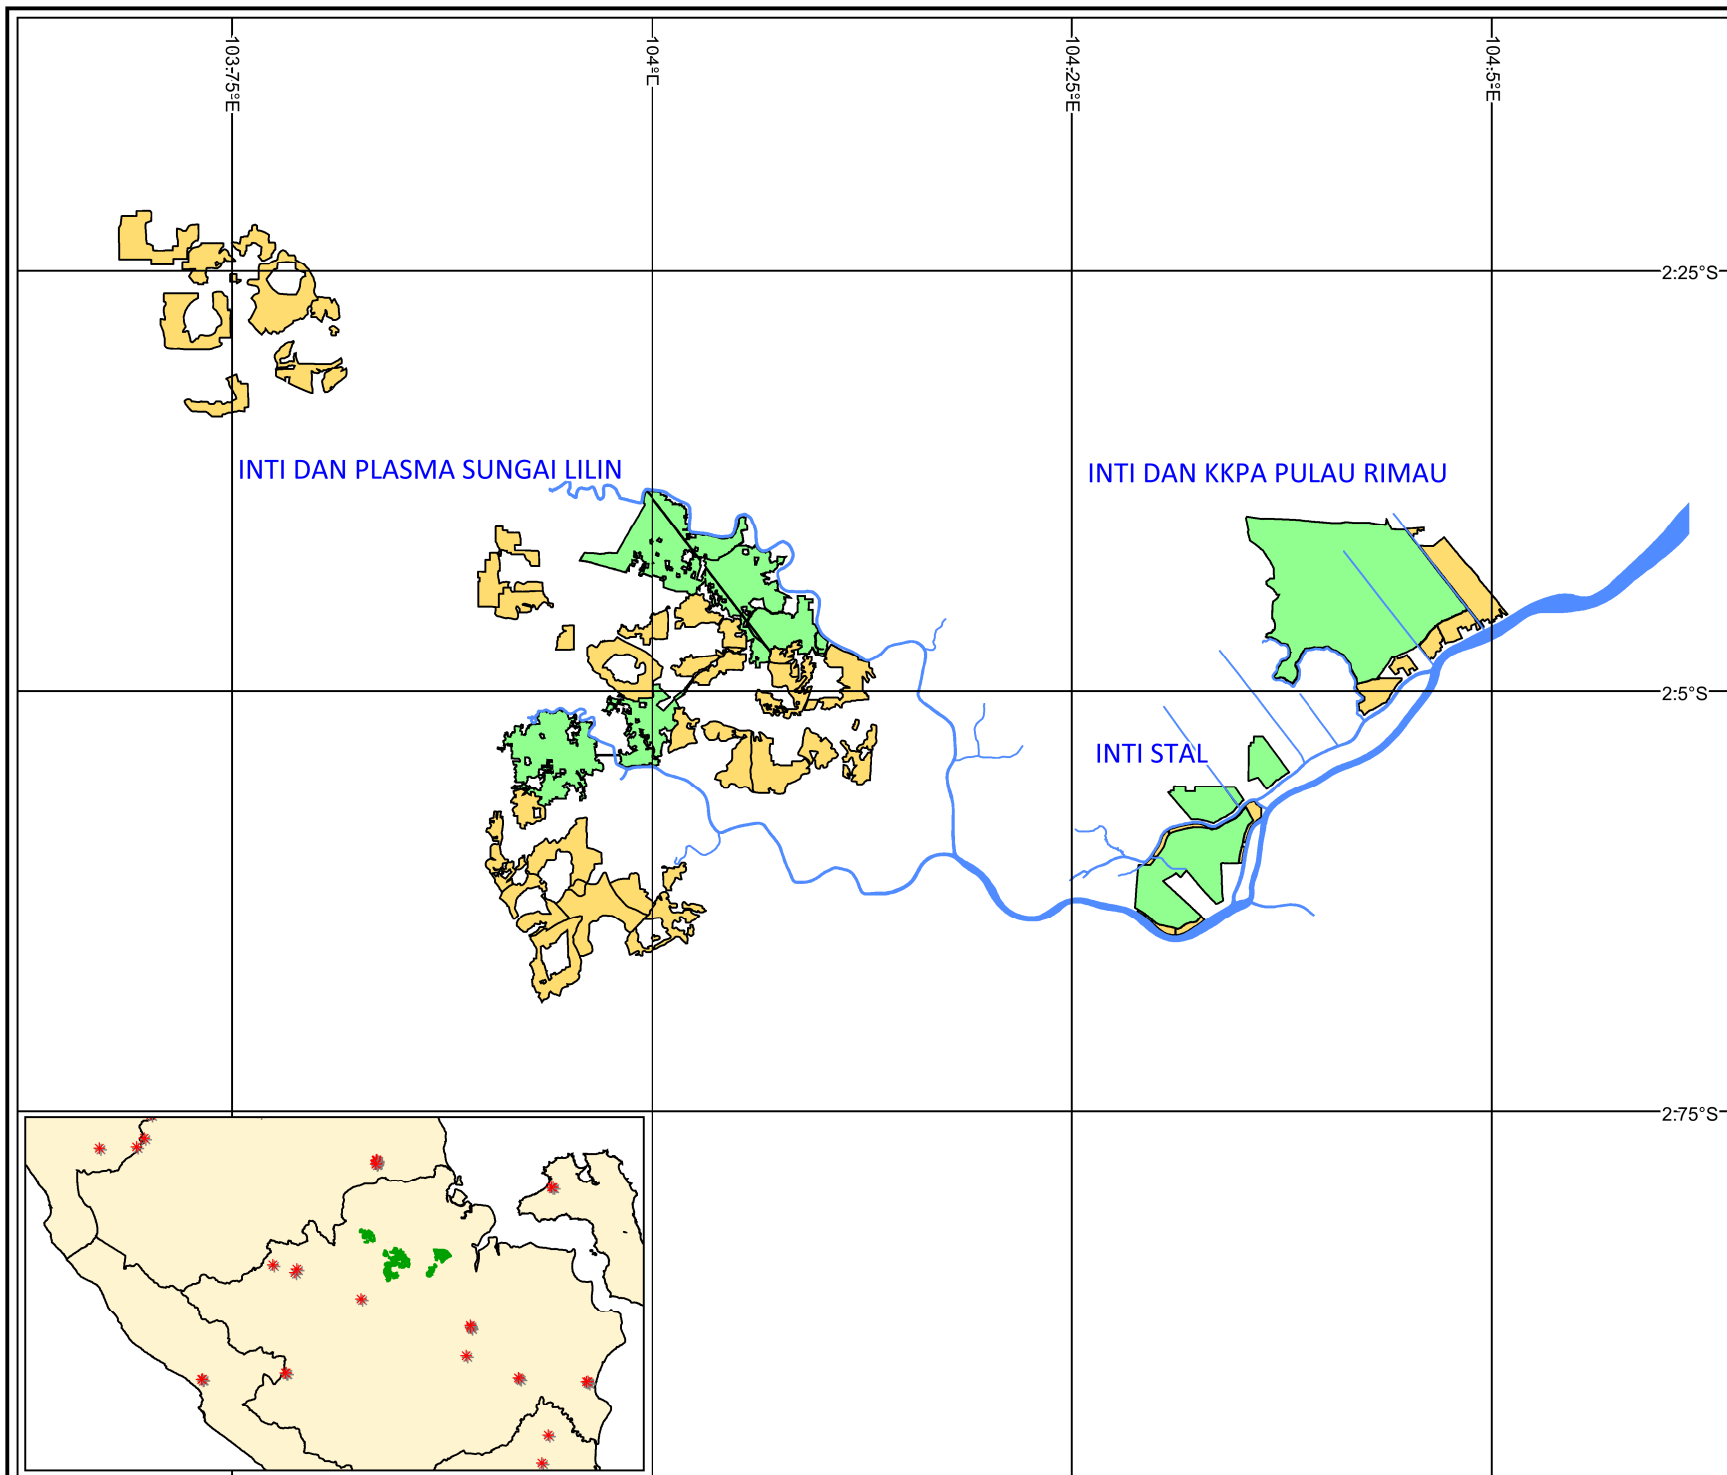 103.75°E
104°E
104.25°E
104.5°E
2.25°S
INTI DAN PLASMA SUNGAI LILIN
INTI DAN KKPA PULAU RIMAU
2.5°S
INTI STAL
2.75°S